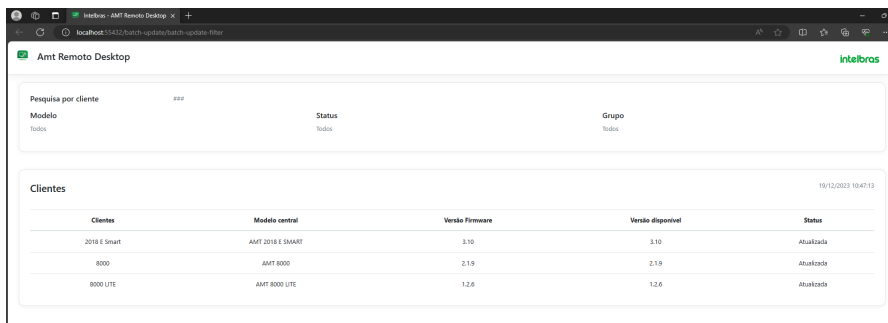 Intelbras - AMT Remoto Desktop
localhost:55432/batch-update/batch-update-filter
Amt Remoto Desktop
intelbras
Pesquisa por cliente ###
Modelo Status Grupo
Todos Todos Todos
Clientes 19/12/2023 10:47:13
Clientes Modelo central Versão Firmware Versão disponível Status
2018 E Smart AMT 2018 E SMART 3.10 3.10 Atualizada
8000 AMT 8000 2.1.9 2.1.9 Atualizada
8000 LITE AMT 8000 LITE 1.2.6 1.2.6 Atualizada